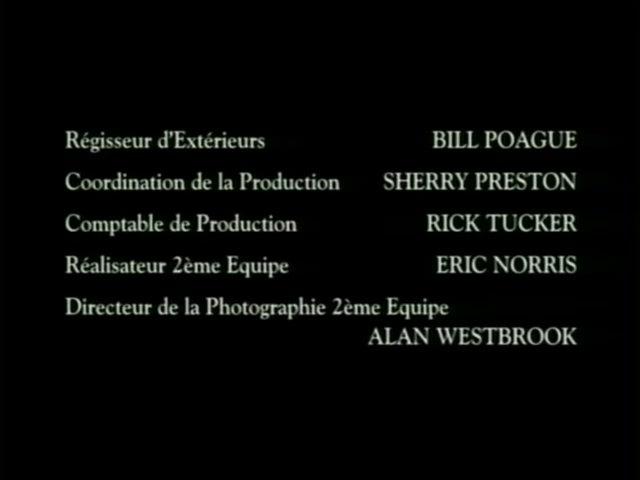 Régisseur d'Extérieurs BILL POAGUE
Coordination de la Production SHERRY PRESTON
Comptable de Production RICK TUCKER
Réalisateur 2ème Equipe ERIC NORRIS
Directeur de la Photographie 2ème Equipe
ALAN WESTBROOK